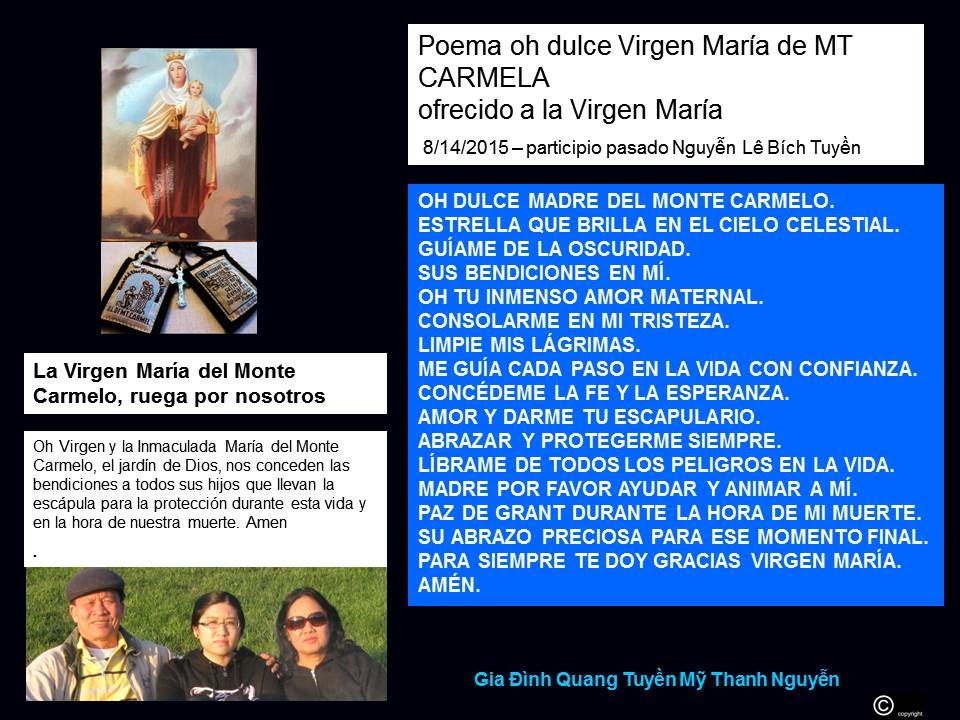 Poema oh dulce Virgen María de MT
CARMELA
ofrecido a la Virgen María
8/14/2015 – participio pasado Nguyễn Lê Bích Tuyền
OH DULCE MADRE DEL MONTE CARMELO.
ESTRELLA QUE BRILLA EN EL CIELO CELESTIAL.
GUÍAME DE LA OSCURIDAD.
SUS BENDICIONES EN MÍ.
OH TU INMENSO AMOR MATERNAL.
CONSOLARME EN MI TRISTEZA.
LIMPIE MIS LÁGRIMAS.
ME GUÍA CADA PASO EN LA VIDA CON CONFIANZA.
CONCÉDEME LA FE Y LA ESPERANZA.
AMOR Y DARME TU ESCAPULARIO.
ABRAZAR Y PROTEGERME SIEMPRE.
LÍBRAME DE TODOS LOS PELIGROS EN LA VIDA.
MADRE POR FAVOR AYUDAR Y ANIMAR A MÍ.
PAZ DE GRANT DURANTE LA HORA DE MI MUERTE.
SU ABRAZO PRECIOSA PARA ESE MOMENTO FINAL.
PARA SIEMPRE TE DOY GRACIAS VIRGEN MARÍA.
AMÉN.
La Virgen María del Monte
Carmelo, ruega por nosotros
Oh Virgen y la Inmaculada María del Monte
Carmelo, el jardín de Dios, nos conceden las
bendiciones a todos sus hijos que llevan la
escápula para la protección durante esta vida y
en la hora de nuestra muerte. Amen
.
Gia Đình Quang Tuyền Mỹ Thanh Nguyễn
©
copyright